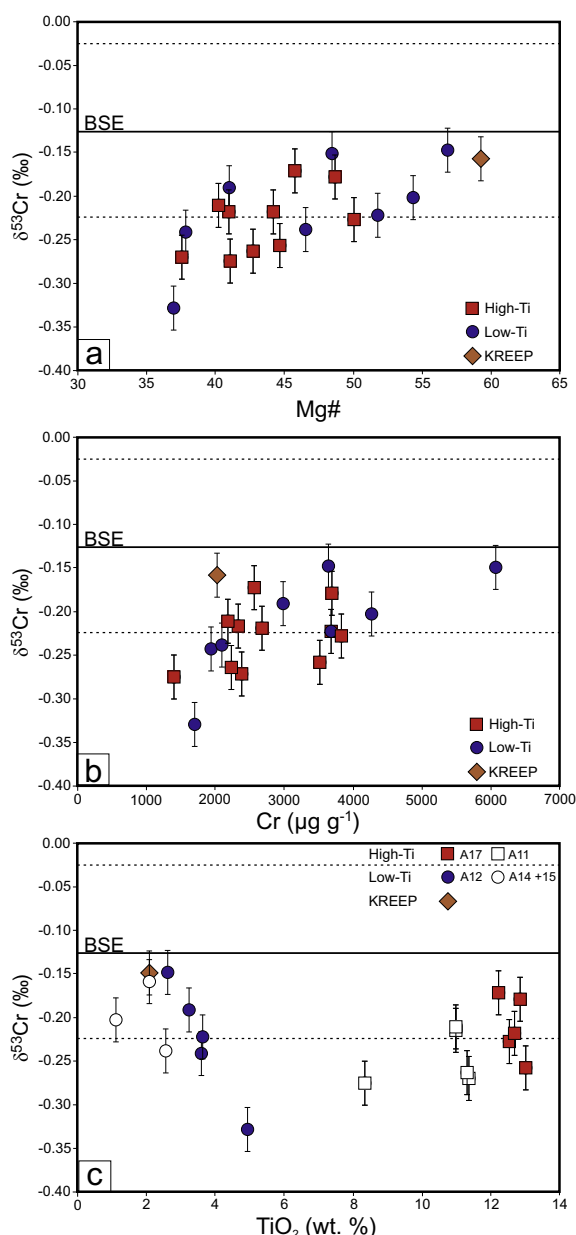 0.00
-0.05
-0.10
BSE
-0.15
δ⁵³Cr (‰)
-0.20
-0.25
-0.30
High-Ti
Low-Ti
-0.35
KREEP
a
-0.40
30 35 40 45 50 55 60 65
Mg#
0.00
-0.05
-0.10
BSE
-0.15
δ⁵³Cr (‰)
-0.20
-0.25
-0.30
High-Ti
Low-Ti
-0.35
KREEP
b
-0.40
0 1000 2000 3000 4000 5000 6000 7000
Cr (µg g⁻¹)
0.00
High-Ti A17 A11
Low-Ti A12 A14 +15
-0.05
KREEP
-0.10
BSE
-0.15
δ⁵³Cr (‰)
-0.20
-0.25
-0.30
-0.35
c
-0.40
0 2 4 6 8 10 12 14
TiO₂ (wt. %)